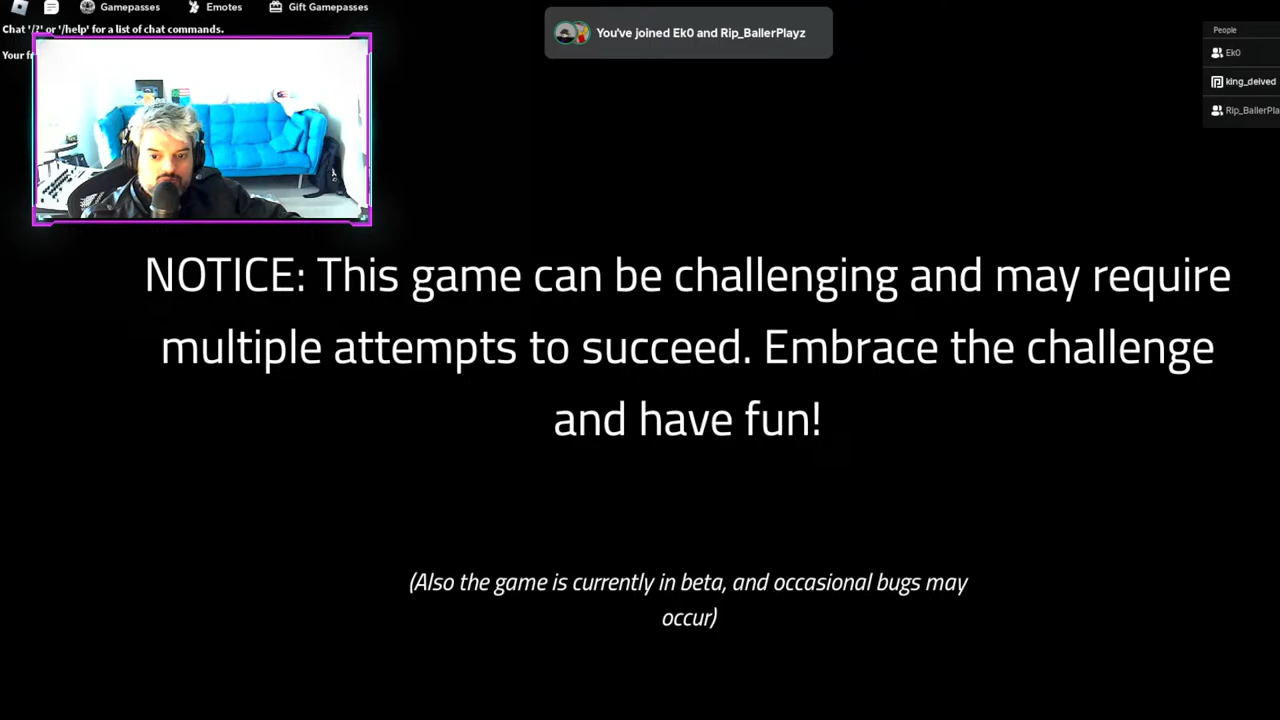 Gamepasses
Emotes
Gift Gamepasses
Chat '/?' or '/help' for a list of chat commands.
Your
You've joined Ek0 and Rip_BallerPlayz
People
Ek0
king_deived
Rip_BallerPla
NOTICE: This game can be challenging and may require
multiple attempts to succeed. Embrace the challenge
and have fun!
(Also the game is currently in beta, and occasional bugs may
occur)